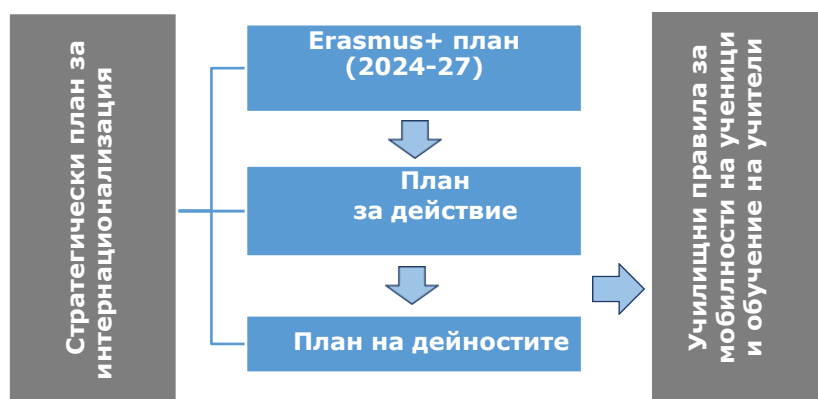 Стратегически план за
интернационализация
Erasmus+ план
(2024-27)
План
за действие
План на дейностите
Училищни правила за
мобилности на ученици
и обучение на учители